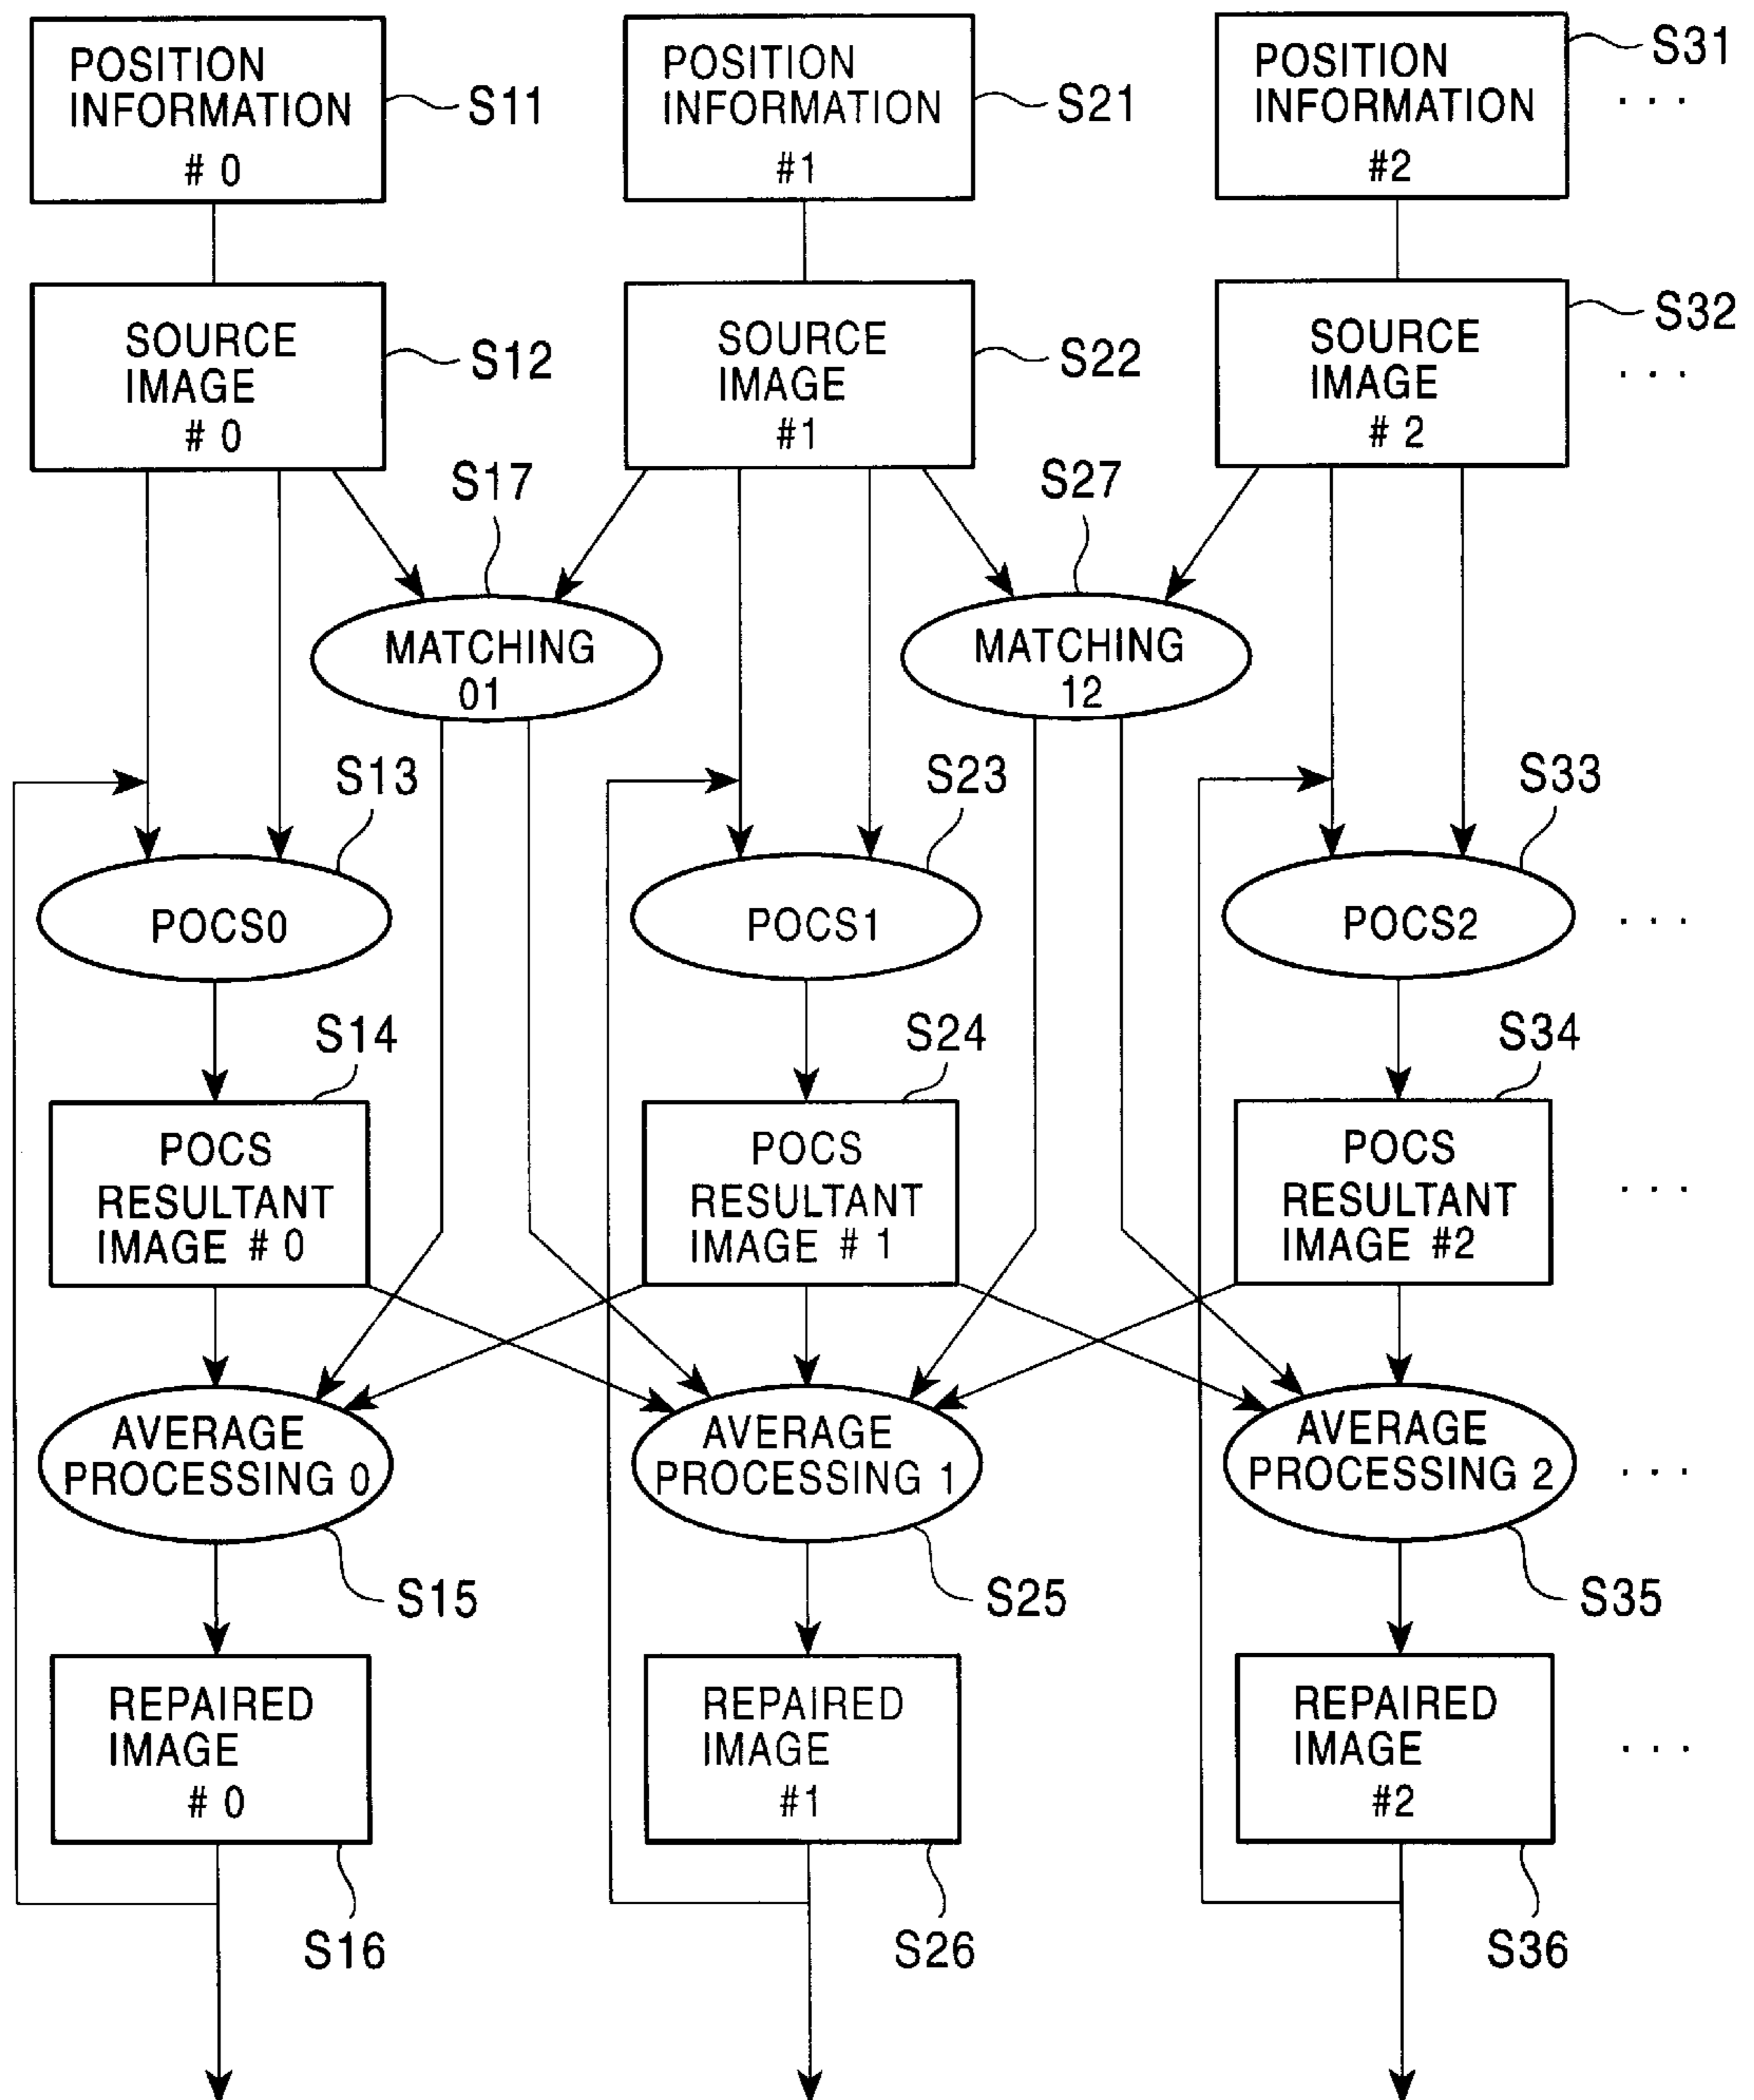 POSITION
INFORMATION
# 0
S11
POSITION
INFORMATION
#1
S21
POSITION
INFORMATION
#2
S31
. . .
SOURCE
IMAGE
# 0
S12
SOURCE
IMAGE
#1
S22
SOURCE
IMAGE
# 2
S32
. . .
S17
MATCHING
01
S27
MATCHING
12
S13
POCS0
S23
POCS1
S33
POCS2
. . .
S14
POCS
RESULTANT
IMAGE # 0
S24
POCS
RESULTANT
IMAGE # 1
S34
POCS
RESULTANT
IMAGE #2
. . .
AVERAGE
PROCESSING 0
S15
AVERAGE
PROCESSING 1
S25
AVERAGE
PROCESSING 2
S35
. . .
REPAIRED
IMAGE
# 0
S16
REPAIRED
IMAGE
#1
S26
REPAIRED
IMAGE
#2
S36
. . .